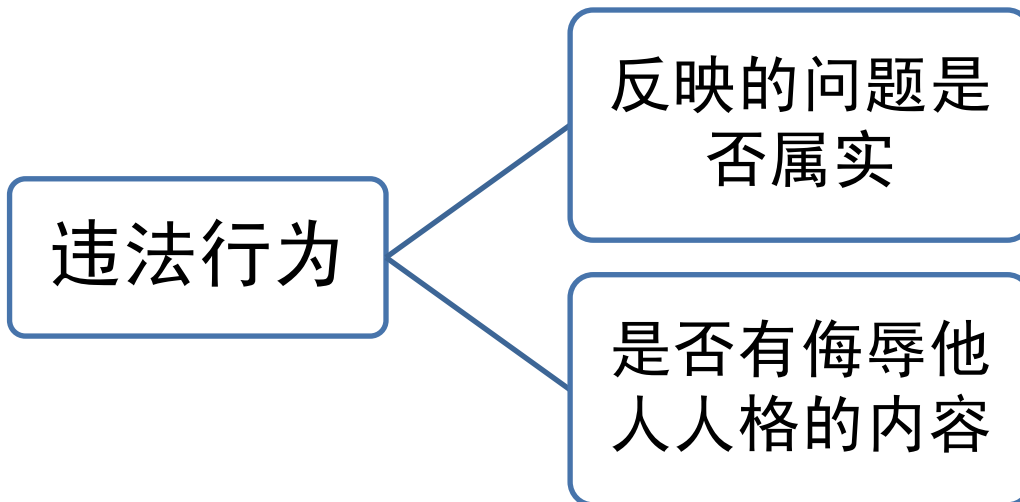 违法行为
反映的问题是
否属实
是否有侮辱他
人人格的内容